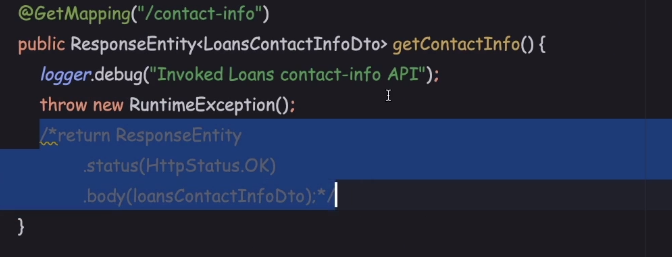 @GetMapping("/contact-info")
public ResponseEntity<LoansContactInfoDto> getContactInfo() {
logger.debug("Invoked Loans contact-info API");
throw new RuntimeException();
/*return ResponseEntity
.status(HttpStatus.OK)
.body(loansContactInfoDto);*/
}